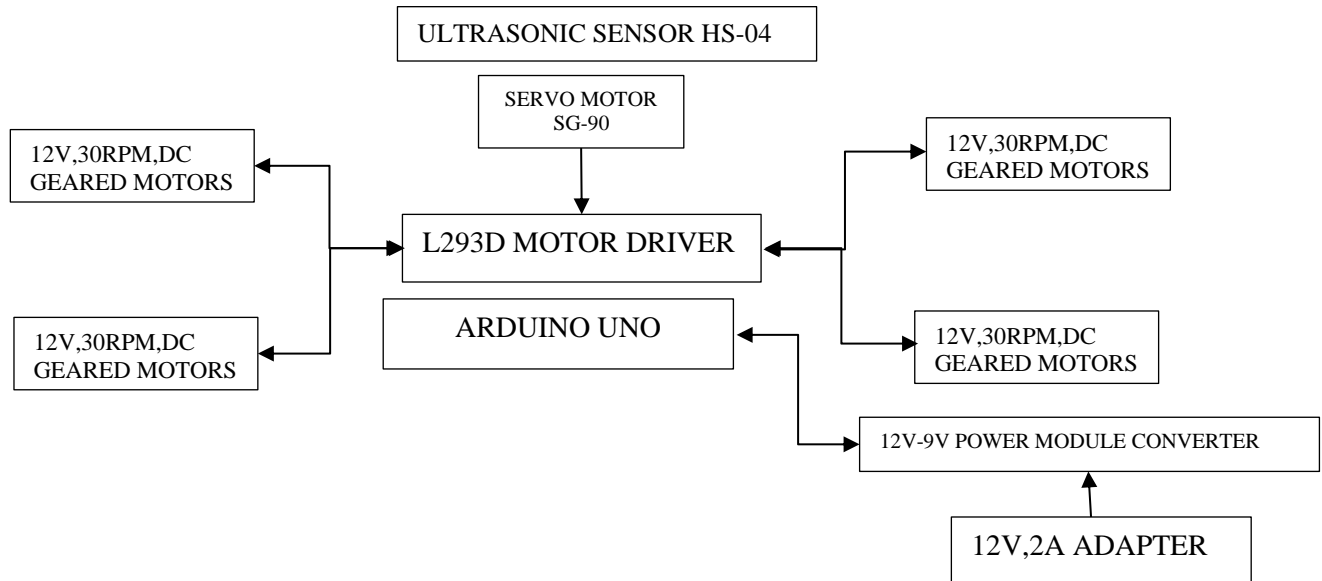 ULTRASONIC SENSOR HS-04
SERVO MOTOR
SG-90
12V,30RPM,DC
GEARED MOTORS
12V,30RPM,DC
GEARED MOTORS
L293D MOTOR DRIVER
ARDUINO UNO
12V,30RPM,DC
GEARED MOTORS
12V,30RPM,DC
GEARED MOTORS
12V-9V POWER MODULE CONVERTER
12V,2A ADAPTER